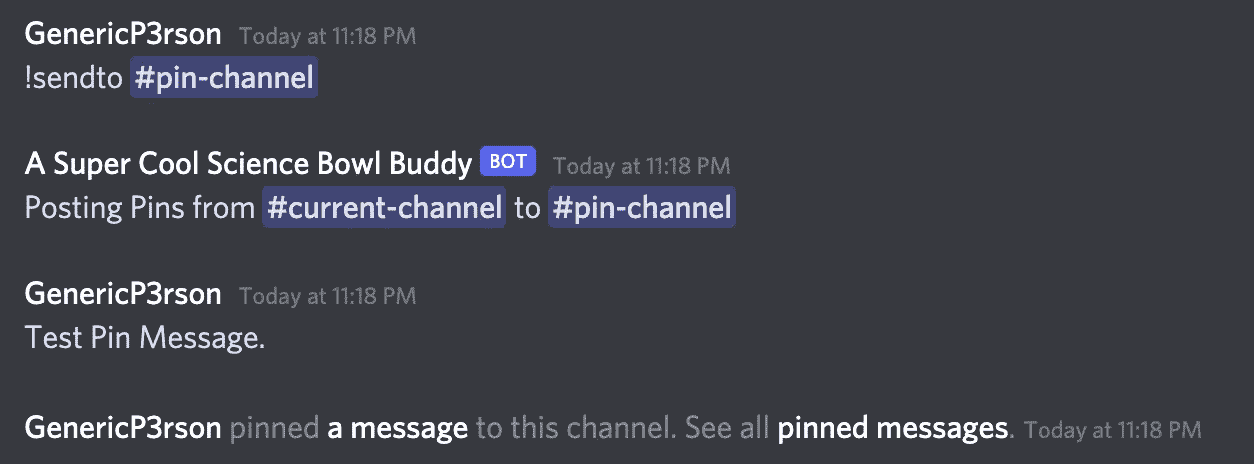 GenericP3rson Today at 11:18 PM
!sendto #pin-channel
A Super Cool Science Bowl Buddy BOT Today at 11:18 PM
Posting Pins from #current-channel to #pin-channel
GenericP3rson Today at 11:18 PM
Test Pin Message.
GenericP3rson pinned a message to this channel. See all pinned messages. Today at 11:18 PM